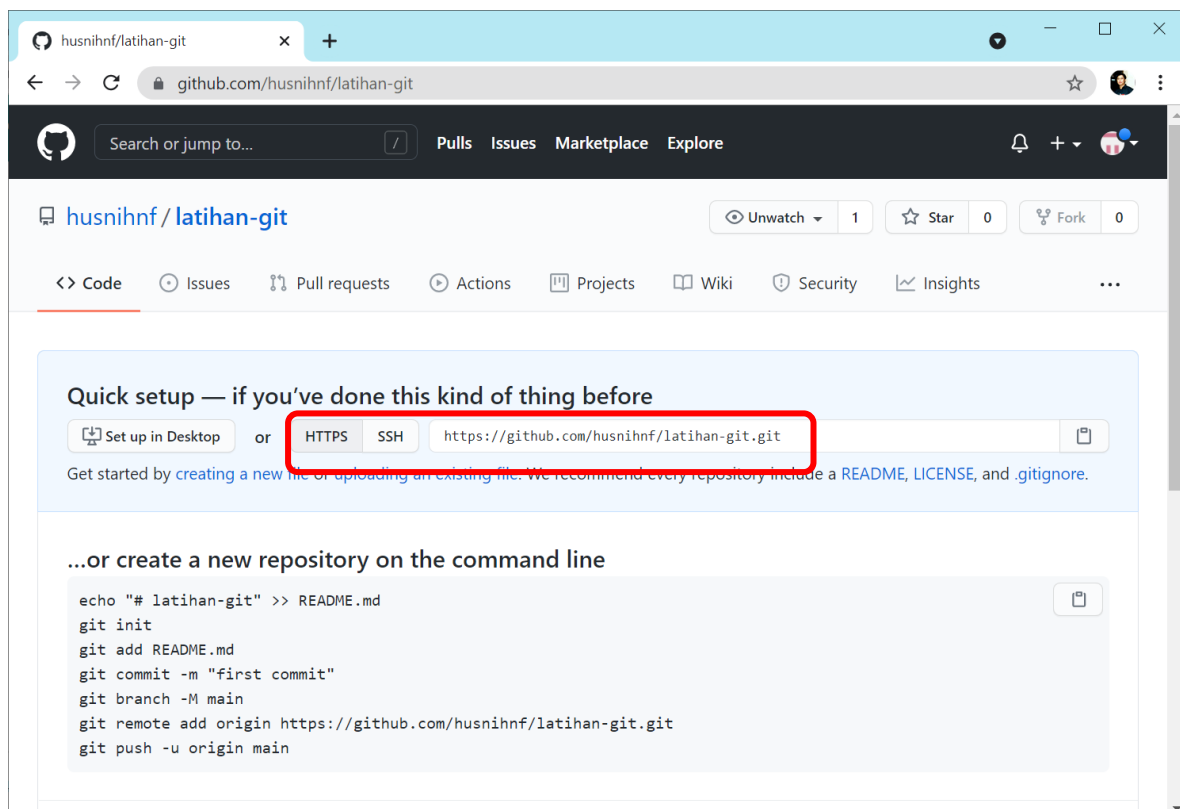 husnihnf/latihan-git
github.com/husnihnf/latihan-git
Search or jump to... / Pulls Issues Marketplace Explore
husnihnf / latihan-git Unwatch 1 Star 0 Fork 0
<> Code Issues Pull requests Actions Projects Wiki Security Insights ...
Quick setup — if you've done this kind of thing before
Set up in Desktop or HTTPS SSH https://github.com/husnihnf/latihan-git.git
Get started by creating a new file or uploading an existing file. We recommend every repository include a README, LICENSE, and .gitignore.
...or create a new repository on the command line
echo "# latihan-git" >> README.md
git init
git add README.md
git commit -m "first commit"
git branch -M main
git remote add origin https://github.com/husnihnf/latihan-git.git
git push -u origin main